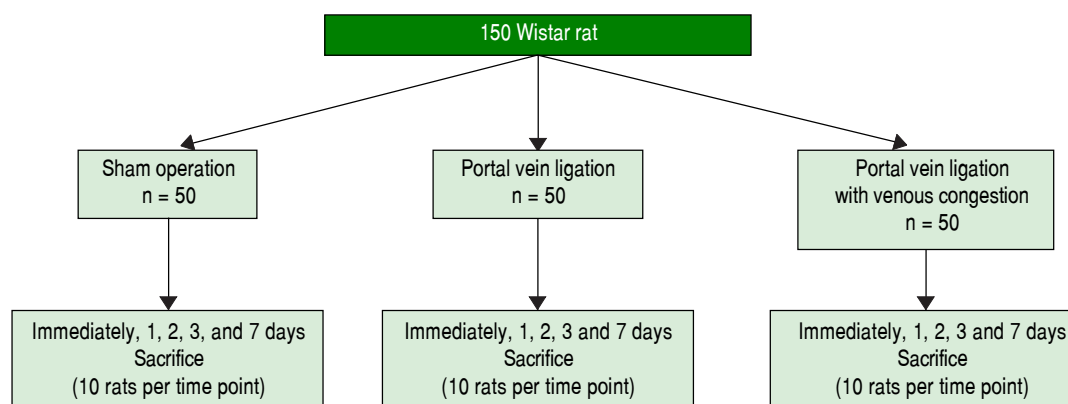 150 Wistar rat
Sham operation
n = 50
Portal vein ligation
n = 50
Portal vein ligation
with venous congestion
n = 50
Immediately, 1, 2, 3, and 7 days
Sacrifice
(10 rats per time point)
Immediately, 1, 2, 3 and 7 days
Sacrifice
(10 rats per time point)
Immediately, 1, 2, 3 and 7 days
Sacrifice
(10 rats per time point)